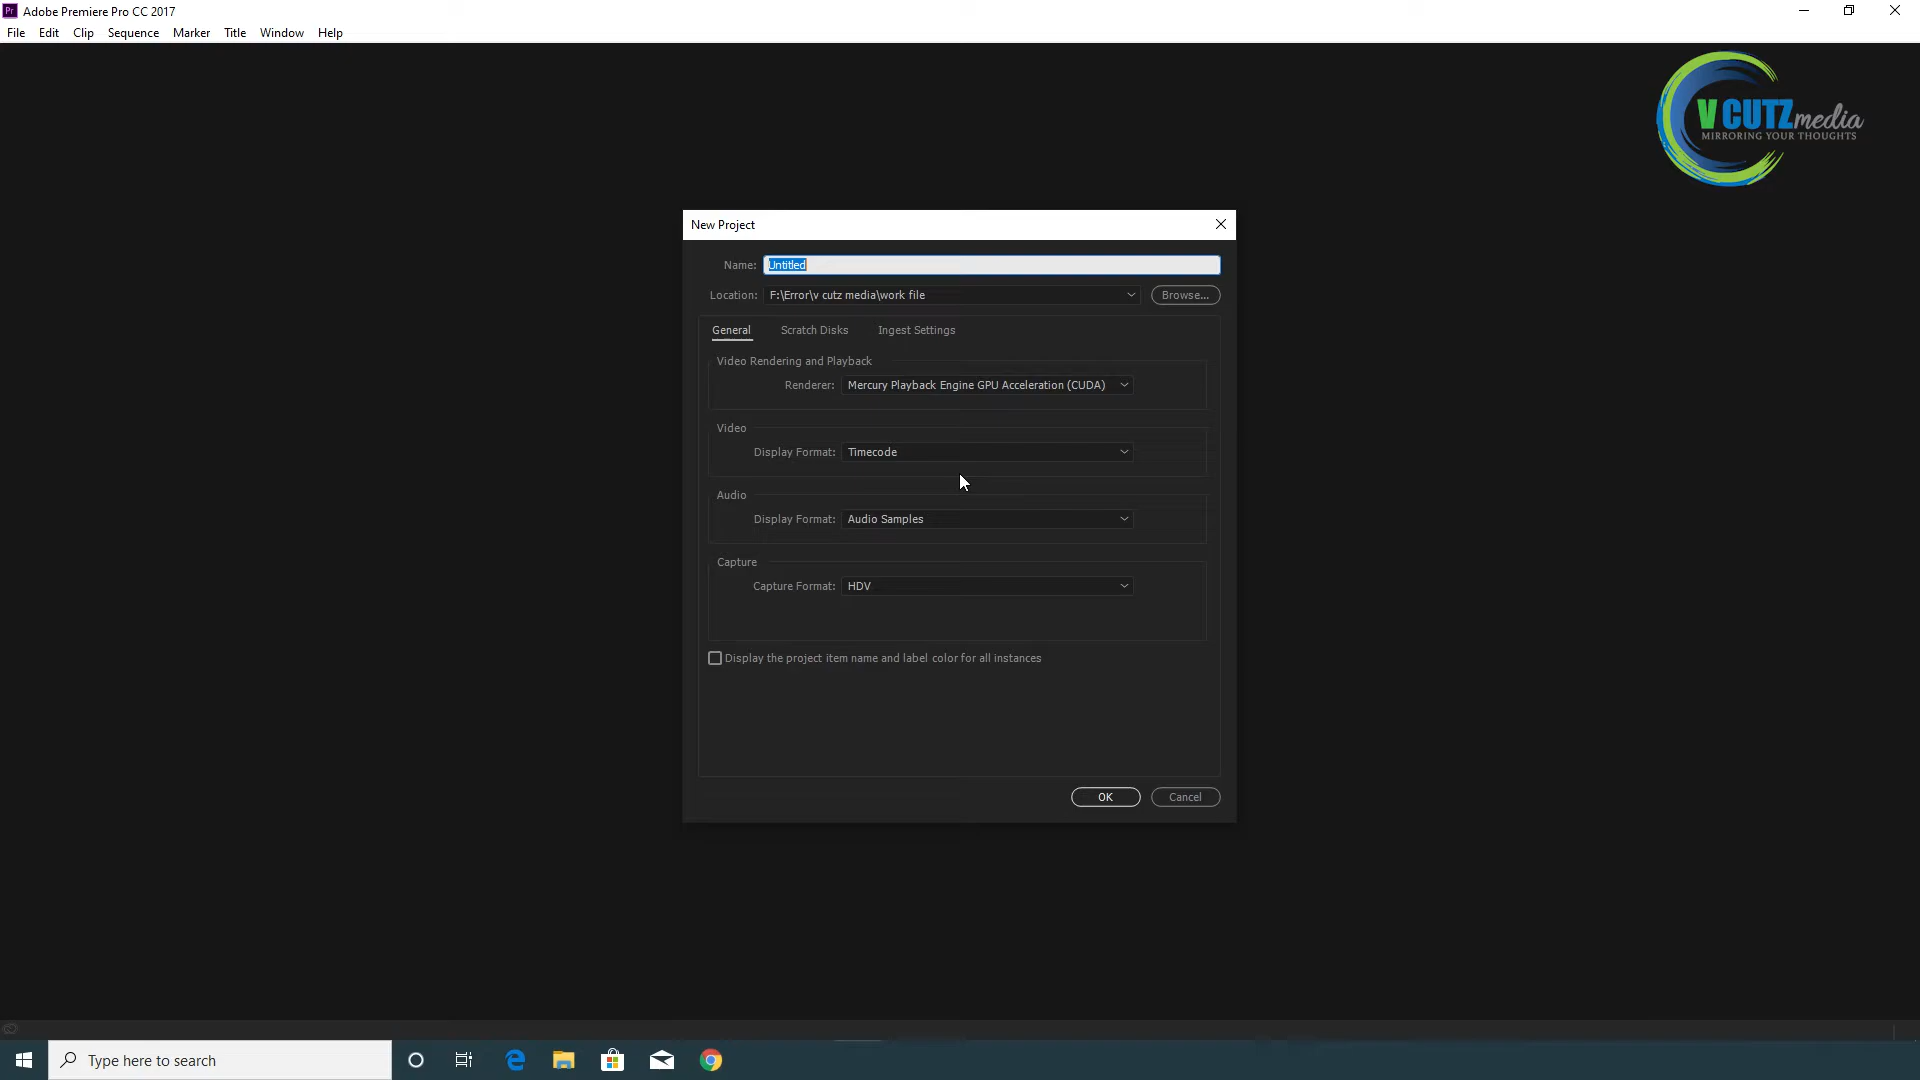 Pr Adobe Premiere Pro CC 2017
File Edit Clip Sequence Marker Title Window Help
V CUTZ media
MIRRORING YOUR THOUGHTS
New Project
Name: Untitled
Location: F:\Error\v cutz media\work file Browse...
General Scratch Disks Ingest Settings
Video Rendering and Playback
Renderer: Mercury Playback Engine GPU Acceleration (CUDA)
Video
Display Format: Timecode
Audio
Display Format: Audio Samples
Capture
Capture Format: HDV
Display the project item name and label color for all instances
OK Cancel
Type here to search